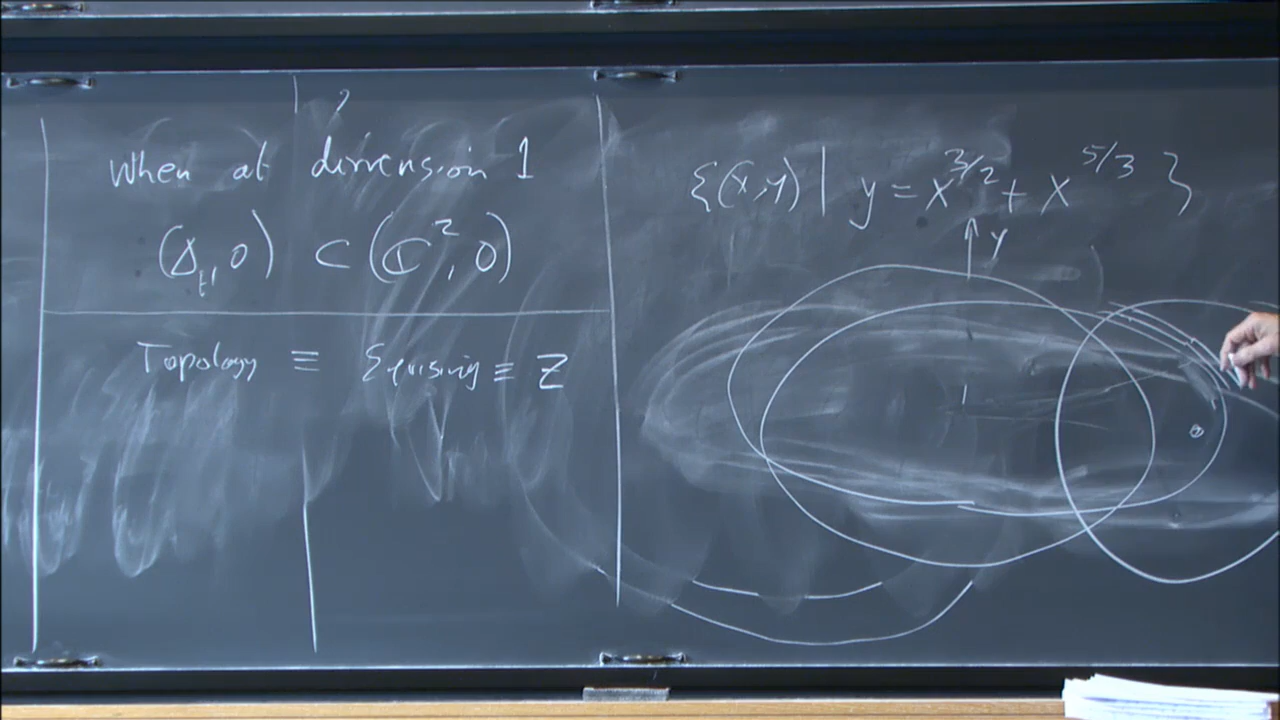 ?
When at dimension 1
(Δ_t, 0) ⊂ (ℂ², 0)
Topology ≡ Equising ≡ Z
{(x,y) | y = x^{3/2} + x^{5/3} }
y